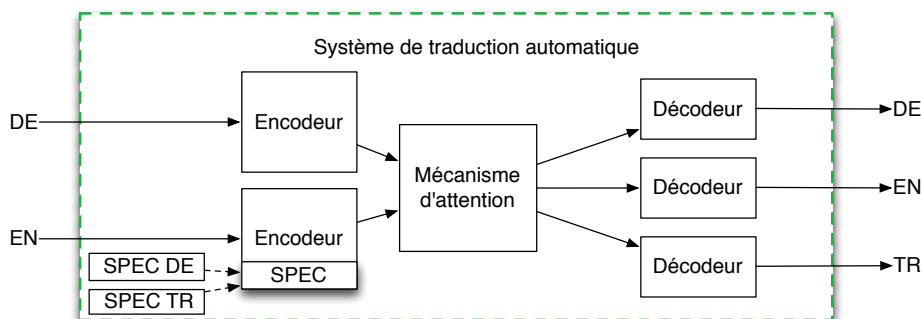 Système de traduction automatique
DE
Encodeur
Décodeur
DE
Mécanisme
d'attention
Décodeur
EN
EN
Encodeur
SPEC DE
SPEC
SPEC TR
Décodeur
TR